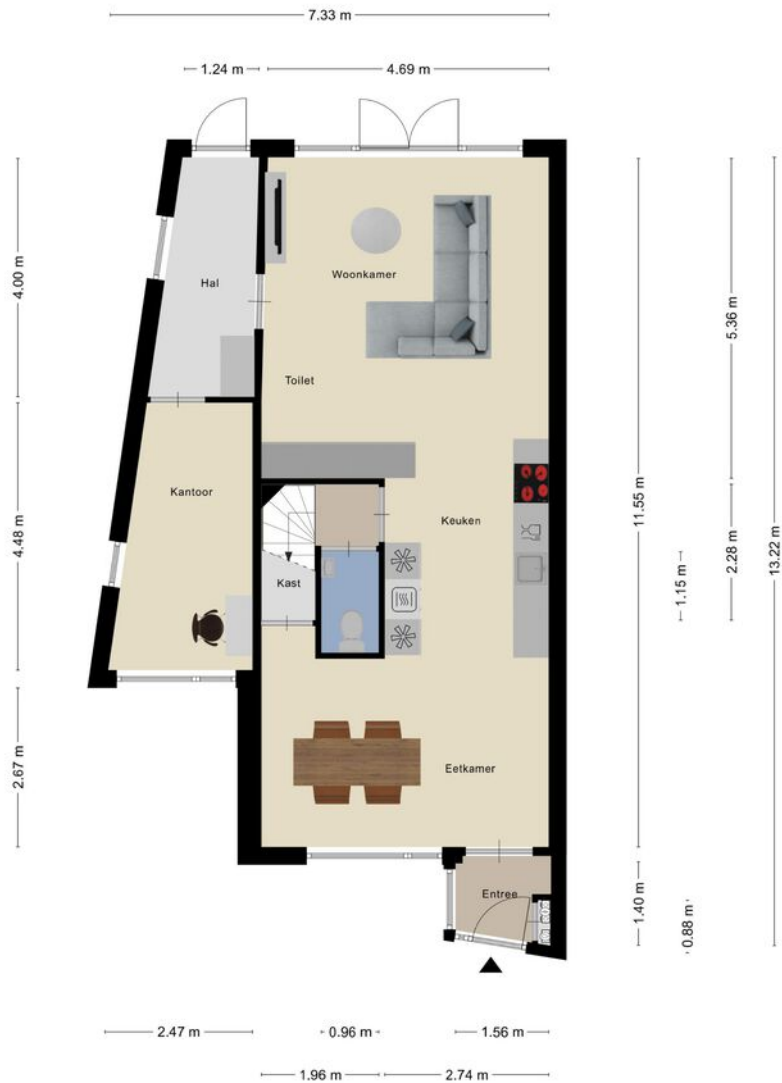 7.33 m
1.24 m
4.69 m
4.00 m
Hal
Woonkamer
5.36 m
Toilet
Kantoor
Keuken
11.55 m
13.22 m
4.48 m
2.28 m
1.15 m
Kast
2.67 m
Eetkamer
Entree
1.40 m
0.88 m
2.47 m
0.96 m
1.56 m
1.96 m
2.74 m